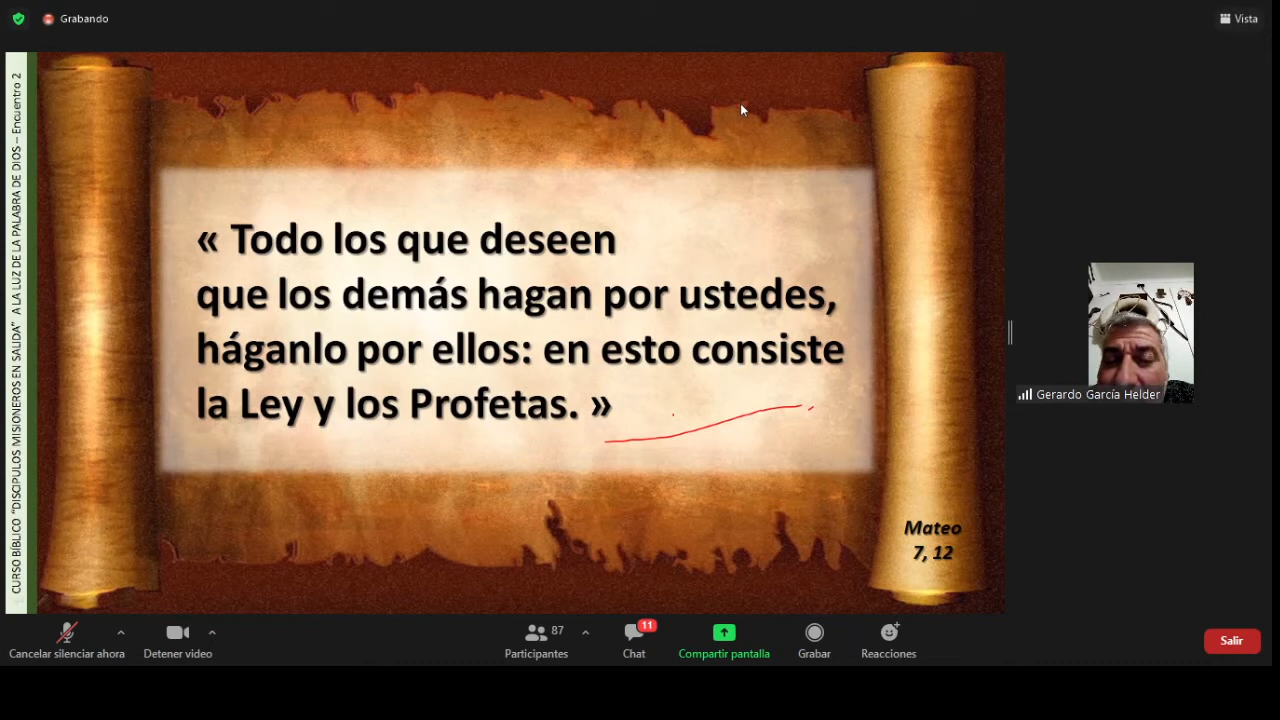 Grabando
Vista
CURSO BÍBLICO "DISCIPULOS MISIONEROS EN SALIDA" A LA LUZ DE LA PALABRA DE DIOS – Encuentro 2
« Todo los que deseen
que los demás hagan por ustedes,
háganlo por ellos: en esto consiste
la Ley y los Profetas. »
Mateo
7, 12
Gerardo García Helder
Cancelar silenciar ahora
Detener video
87
Participantes
11
Chat
Compartir pantalla
Grabar
Reacciones
Salir